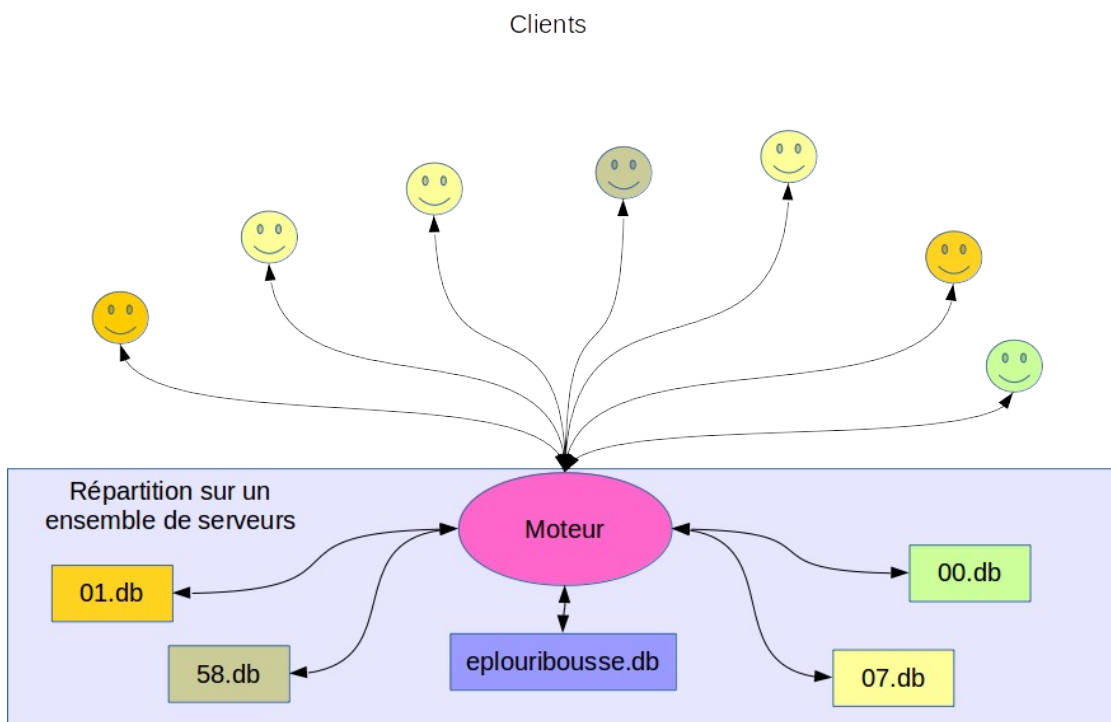 Clients
Répartition sur un
ensemble de serveurs
Moteur
01.db
00.db
58.db
eplouribousse.db
07.db